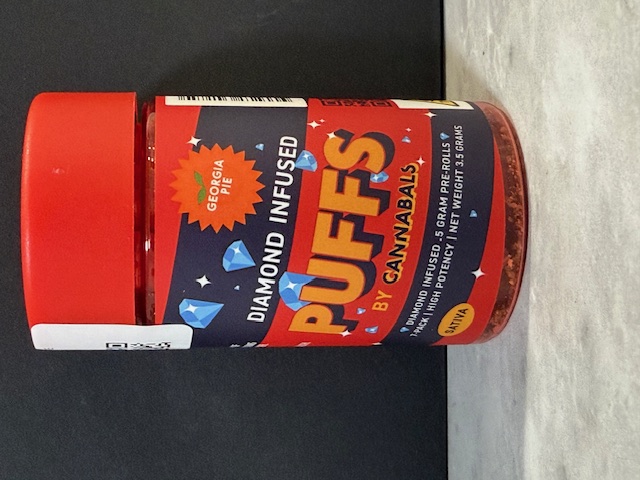 GEORGIA
PIE
DIAMOND INFUSED
PUFFS
BY CANNABALS
DIAMOND INFUSED .5 GRAM PRE-ROLLS
7-PACK | HIGH POTENCY | NET WEIGHT 3.5 GRAMS
SATIVA